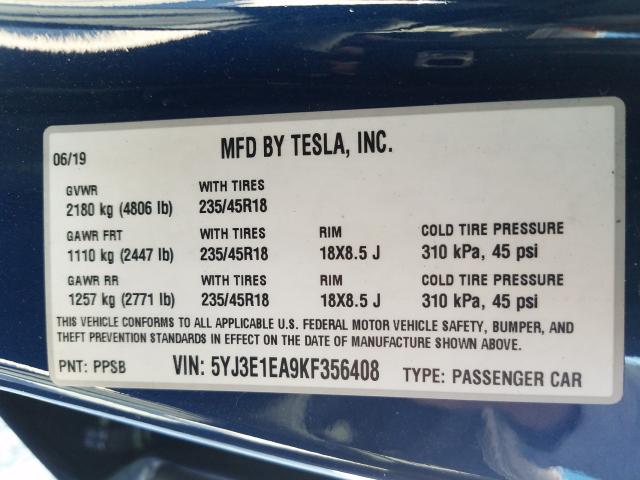 06/19 MFD BY TESLA, INC.
GVWR WITH TIRES
2180 kg (4806 lb) 235/45R18
GAWR FRT WITH TIRES RIM COLD TIRE PRESSURE
1110 kg (2447 lb) 235/45R18 18X8.5 J 310 kPa, 45 psi
GAWR RR WITH TIRES RIM COLD TIRE PRESSURE
1257 kg (2771 lb) 235/45R18 18X8.5 J 310 kPa, 45 psi
THIS VEHICLE CONFORMS TO ALL APPLICABLE U.S. FEDERAL MOTOR VEHICLE SAFETY, BUMPER, AND
THEFT PREVENTION STANDARDS IN EFFECT ON THE DATE OF MANUFACTURE SHOWN ABOVE.
PNT: PPSB VIN: 5YJ3E1EA9KF356408 TYPE: PASSENGER CAR